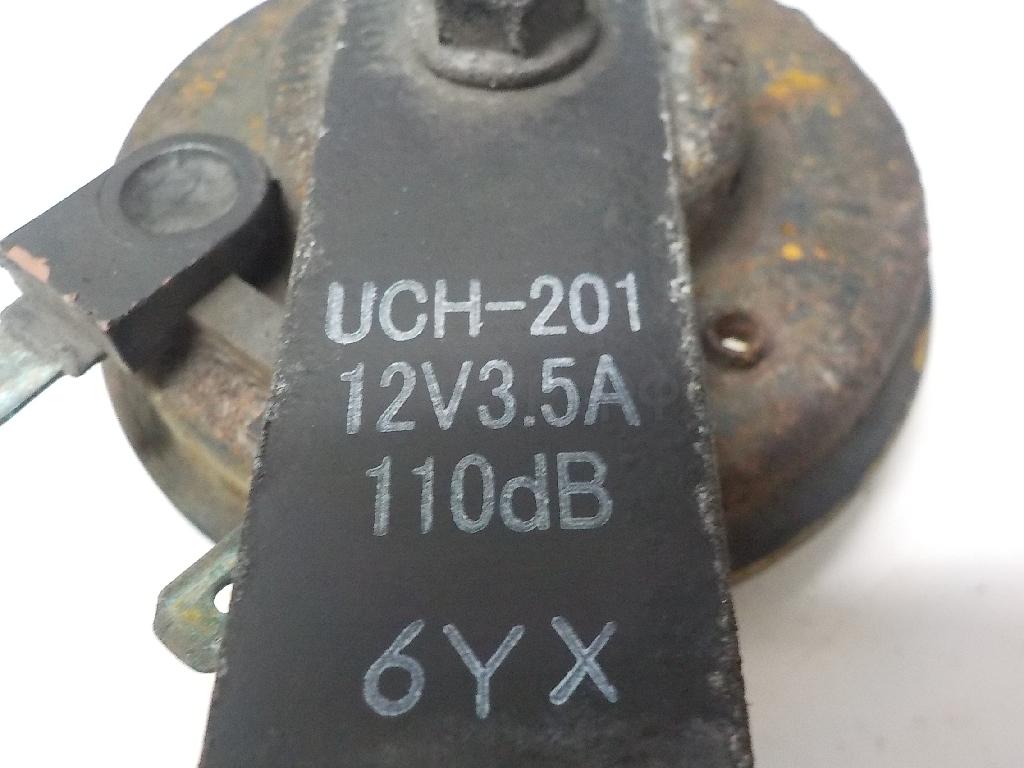 UCH-201
12V3.5A
110dB
6YX